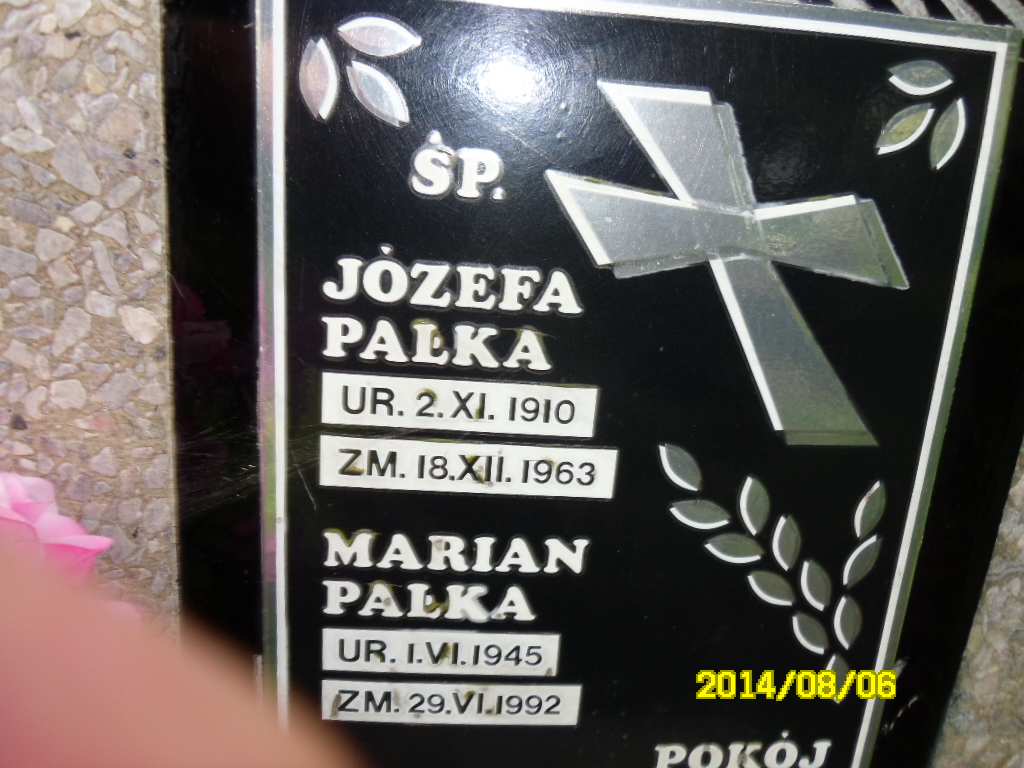 ŚP.
JÓZEFA
PAŁKA
UR. 2. XI. 1910
ZM. 18.XII. 1963
MARIAN
PAŁKA
UR. 1.VI.1945
ZM. 29.VI.1992
POKÓJ
2014/08/06